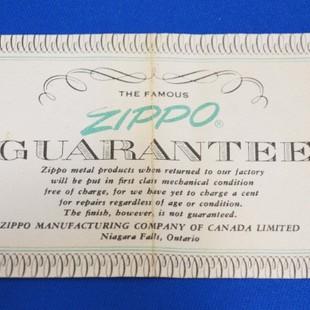 THE FAMOUS
ZIPPO®
GUARANTEE
Zippo metal products when returned to our factory
will be put in first class mechanical condition
free of charge, for we have yet to charge a cent
for repairs regardless of age or condition.
The finish, however, is not guaranteed.
ZIPPO MANUFACTURING COMPANY OF CANADA LIMITED
Niagara Falls, Ontario